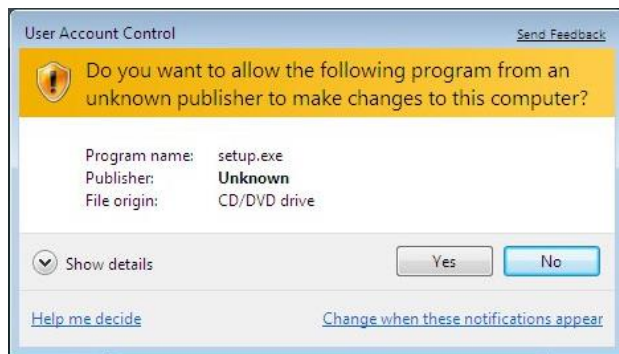 User Account Control
Send Feedback
Do you want to allow the following program from an
unknown publisher to make changes to this computer?
Program name: setup.exe
Publisher: Unknown
File origin: CD/DVD drive
Show details
Yes
No
Help me decide
Change when these notifications appear